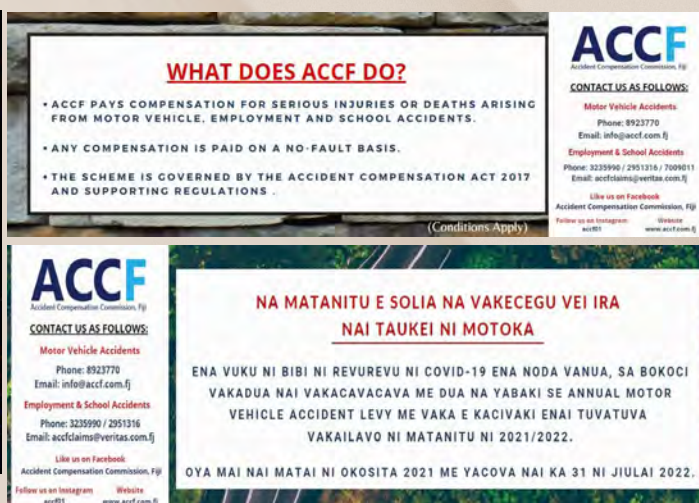 WHAT DOES ACCF DO?
• ACCF PAYS COMPENSATION FOR SERIOUS INJURIES OR DEATHS ARISING
FROM MOTOR VEHICLE, EMPLOYMENT AND SCHOOL ACCIDENTS.
• ANY COMPENSATION IS PAID ON A NO-FAULT BASIS.
• THE SCHEME IS GOVERNED BY THE ACCIDENT COMPENSATION ACT 2017
AND SUPPORTING REGULATIONS .
(Conditions Apply)
ACCF
Accident Compensation Commission, Fiji
CONTACT US AS FOLLOWS:
Motor Vehicle Accidents
Phone: 8923770
Email: info@accf.com.fj
Employment & School Accidents
Phone: 3235990 / 2951316 / 7009011
Email: accfclaims@veritas.com.fj
Like us on Facebook
Accident Compensation Commission, Fiji
Follow us on Instagram Website
accf01 www.accf.com.fj
ACCF
Accident Compensation Commission, Fiji
CONTACT US AS FOLLOWS:
Motor Vehicle Accidents
Phone: 8923770
Email: info@accf.com.fj
Employment & School Accidents
Phone: 3235990 / 2951316
Email: accfclaims@veritas.com.fj
Like us on Facebook
Accident Compensation Commission, Fiji
Follow us on Instagram Website
accf01 www.accf.com.fj
NA MATANITU E SOLIA NA VAKECEGU VEI IRA
NAI TAUKEI NI MOTOKA
ENA VUKU NI BIBI NI REVUREVU NI COVID-19 ENA NODA VANUA, SA BOKOCI
VAKADUA NAI VAKACAVACAVA ME DUA NA YABAKI SE ANNUAL MOTOR
VEHICLE ACCIDENT LEVY ME VAKA E KACIVAKI ENAI TUVATUVA
VAKAILAVO NI MATANITU NI 2021/2022.
OYA MAI NAI MATAI NI OKOSITA 2021 ME YACOVA NAI KA 31 NI JIULAI 2022.